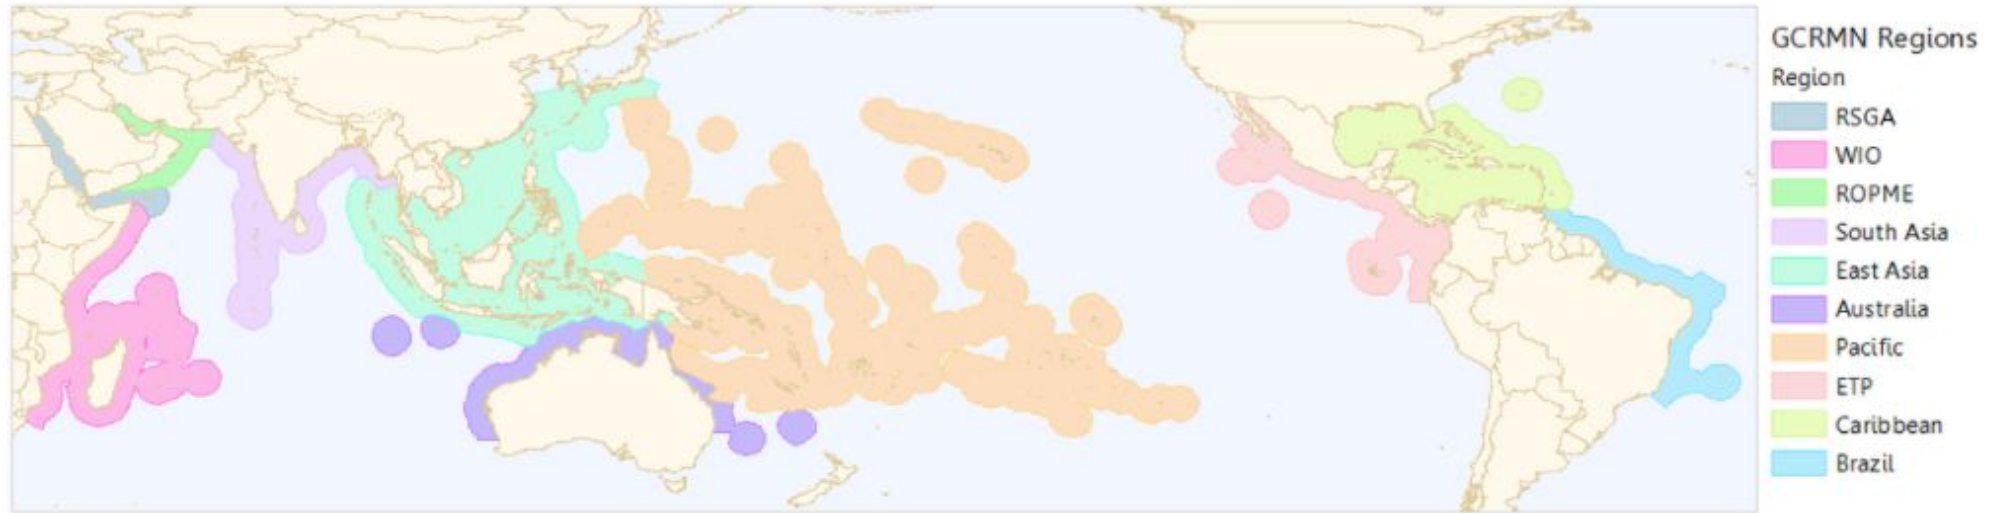 GCRMN Regions
Region
RSGA
WIO
ROPME
South Asia
East Asia
Australia
Pacific
ETP
Caribbean
Brazil